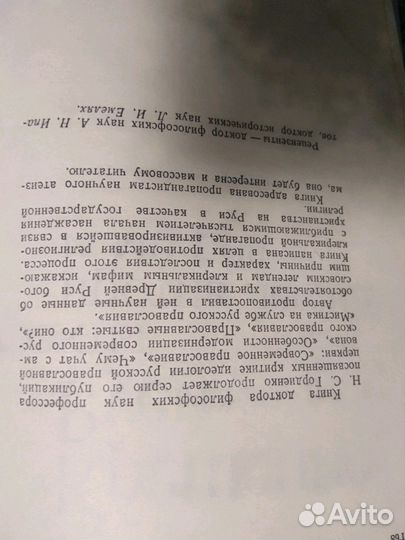 Книга доктора философских наук профессора
Н. С. Гордиенко продолжает серию его публикаций,
посвященных критике идеологии русской православной
церкви: «Современное православие», «Чему учат с ам-
вона», «Особенности модернизации современного рус-
ского православия», «Православные святые: кто они?»,
«Мистика на службе русского православия».
Автор противопоставил в ней научные данные об
обстоятельствах христианизации Древней Руси бого-
словским легендам и клерикальным мифам, искажаю-
щим причины, характер и последствия этого процесса.
Книга написана в целях противодействия религиозно-
клерикальной пропаганде, активизировавшейся в связи
с приближающимся тысячелетием начала насаждения
христианства на Руси в качестве государственной
религии.
Книга адресована пропагандистам научного атеиз-
ма, она будет интересна и массовому читателю.
Рецензенты — доктор философских наук А. Н. Ипа-
тов, доктор исторических наук Л. И. Емелях.
Avito